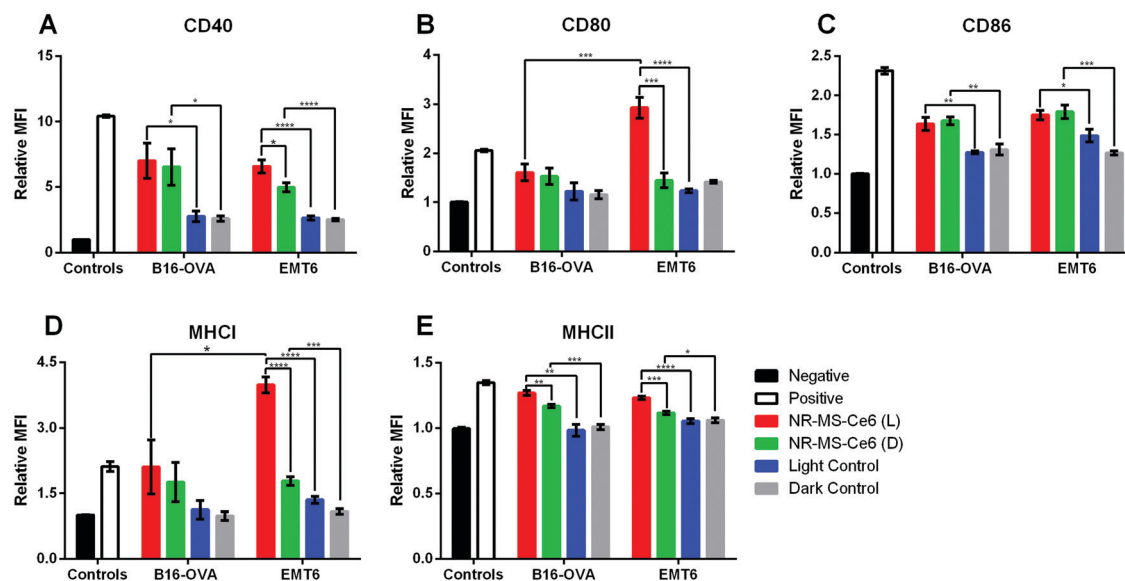 A
CD40
Relative MFI
15
10
5
0
*
*
****
****
*
Controls
B16-OVA
EMT6
B
CD80
Relative MFI
4
3
2
1
0
***
****
***
Controls
B16-OVA
EMT6
C
CD86
Relative MFI
2.5
2.0
1.5
1.0
0.5
0.0
**
**
***
*
Controls
B16-OVA
EMT6
D
MHCI
Relative MFI
4.5
3.0
1.5
0.0
*
***
****
****
Controls
B16-OVA
EMT6
E
MHCII
Relative MFI
1.5
1.0
0.5
0.0
***
**
**
*
****
***
Controls
B16-OVA
EMT6
Negative
Positive
NR-MS-Ce6 (L)
NR-MS-Ce6 (D)
Light Control
Dark Control